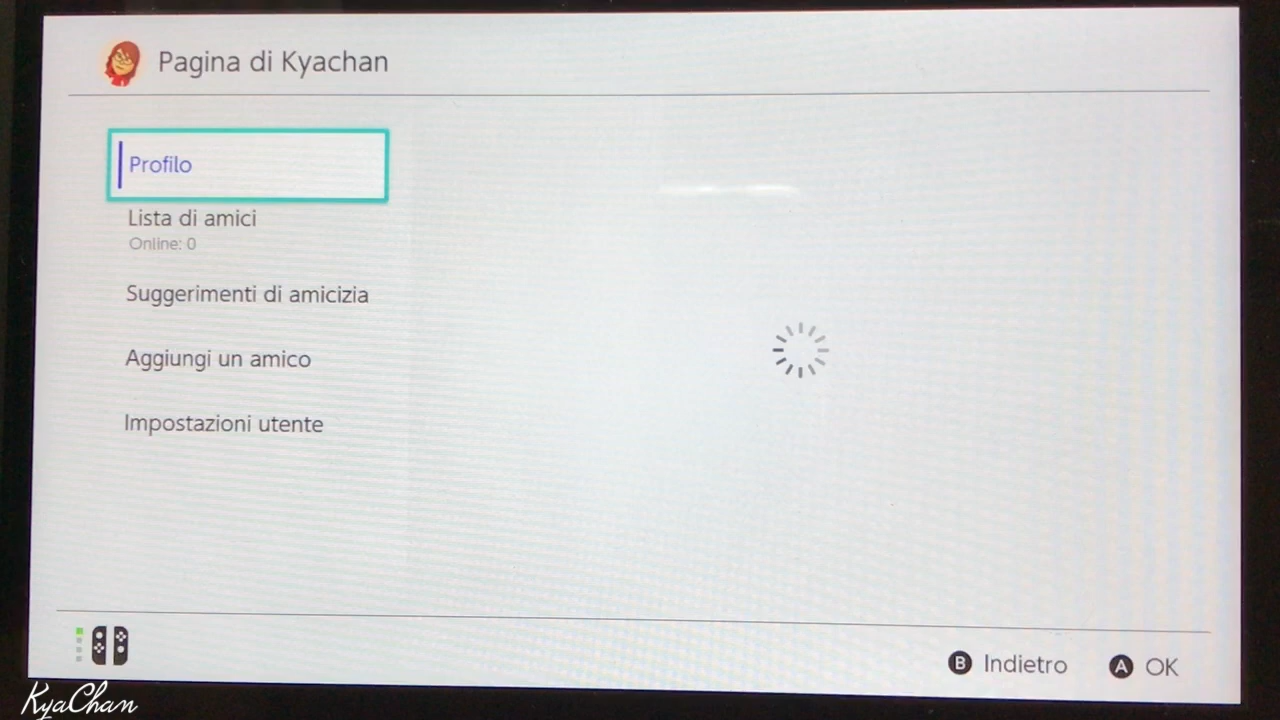 Pagina di Kyachan
Profilo
Lista di amici
Online: 0
Suggerimenti di amicizia
Aggiungi un amico
Impostazioni utente
B Indietro A OK
KyaChan